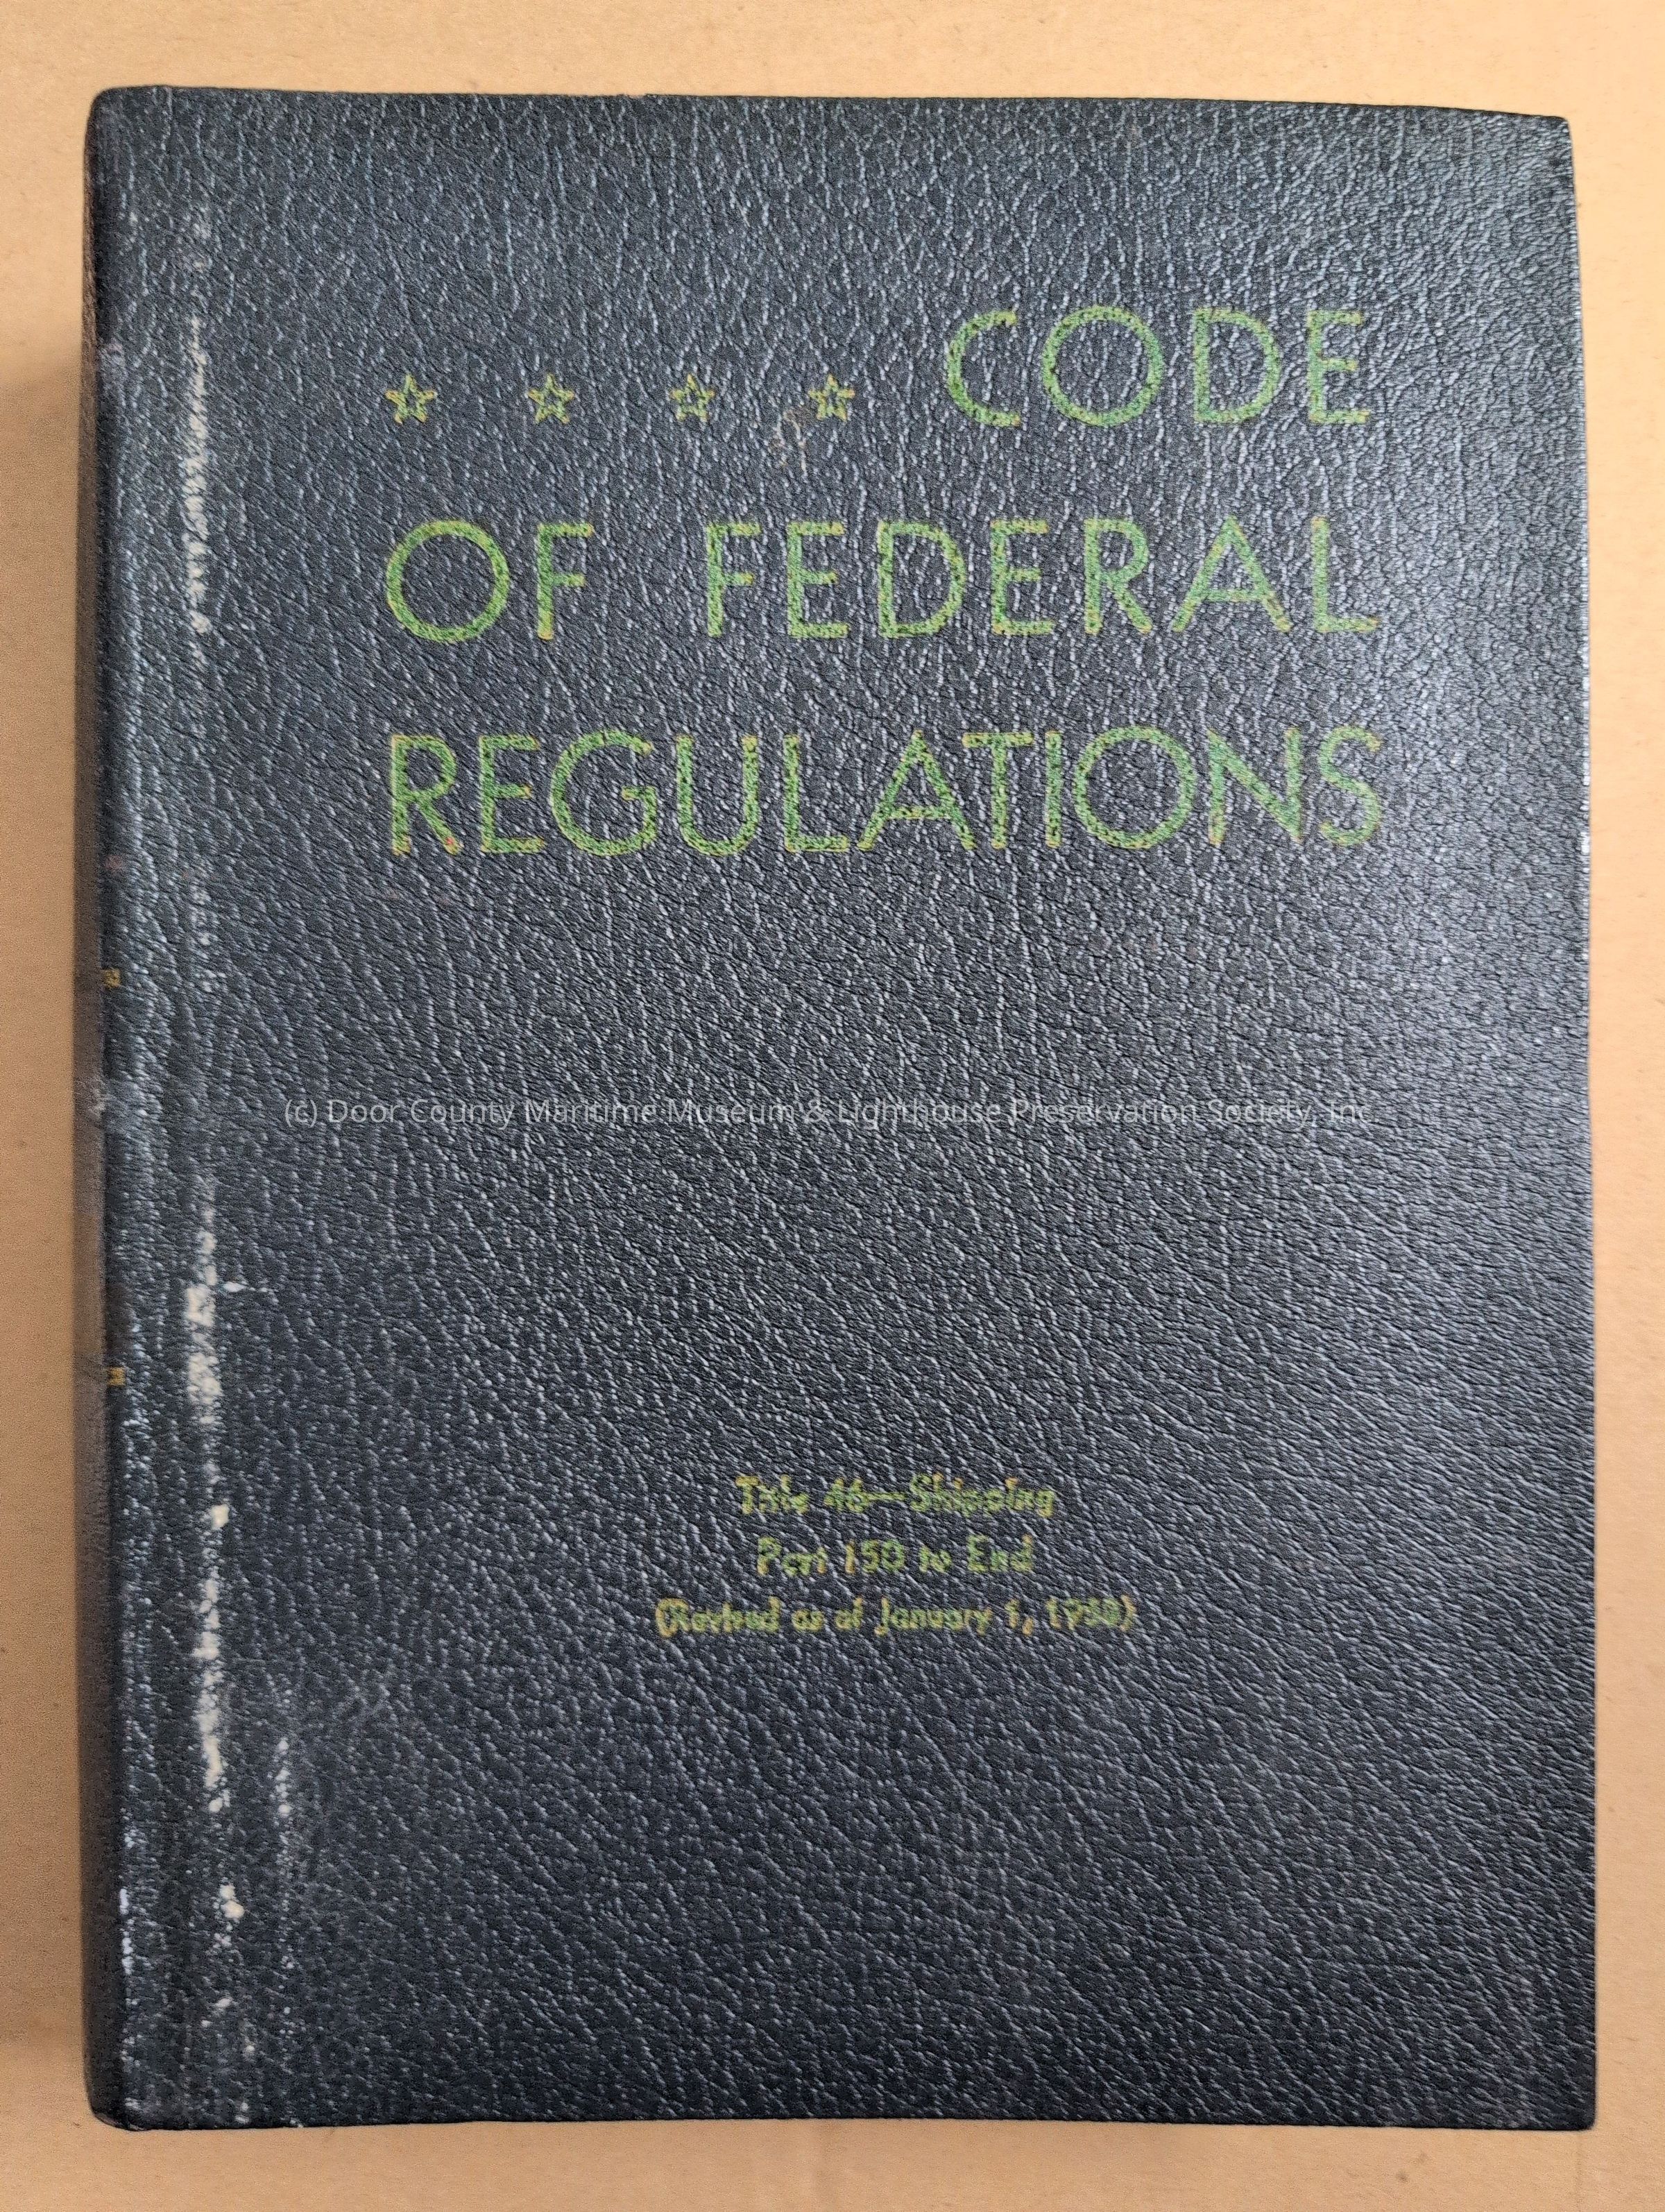 ☆ ☆ ☆ ☆ CODE
OF FEDERAL
REGULATIONS
(c) Door County Maritime Museum & Lighthouse Preservation Society, Inc
Title 46—Shipping
Part 150 to End
(Revised as of January 1, 1958)